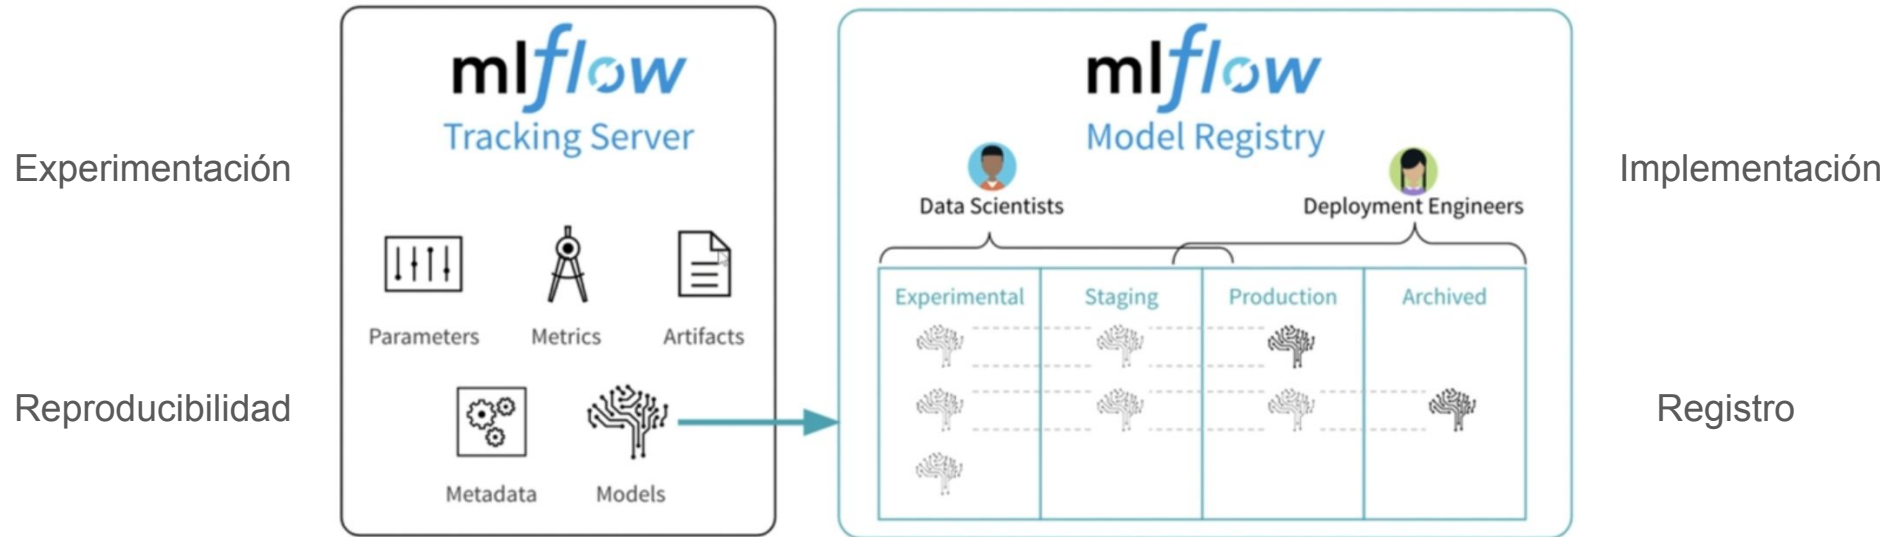 Experimentación
Reproducibilidad
mlflow
Tracking Server
Parameters
Metrics
Artifacts
Metadata
Models
mlflow
Model Registry
Data Scientists
Deployment Engineers
Experimental
Staging
Production
Archived
Implementación
Registro